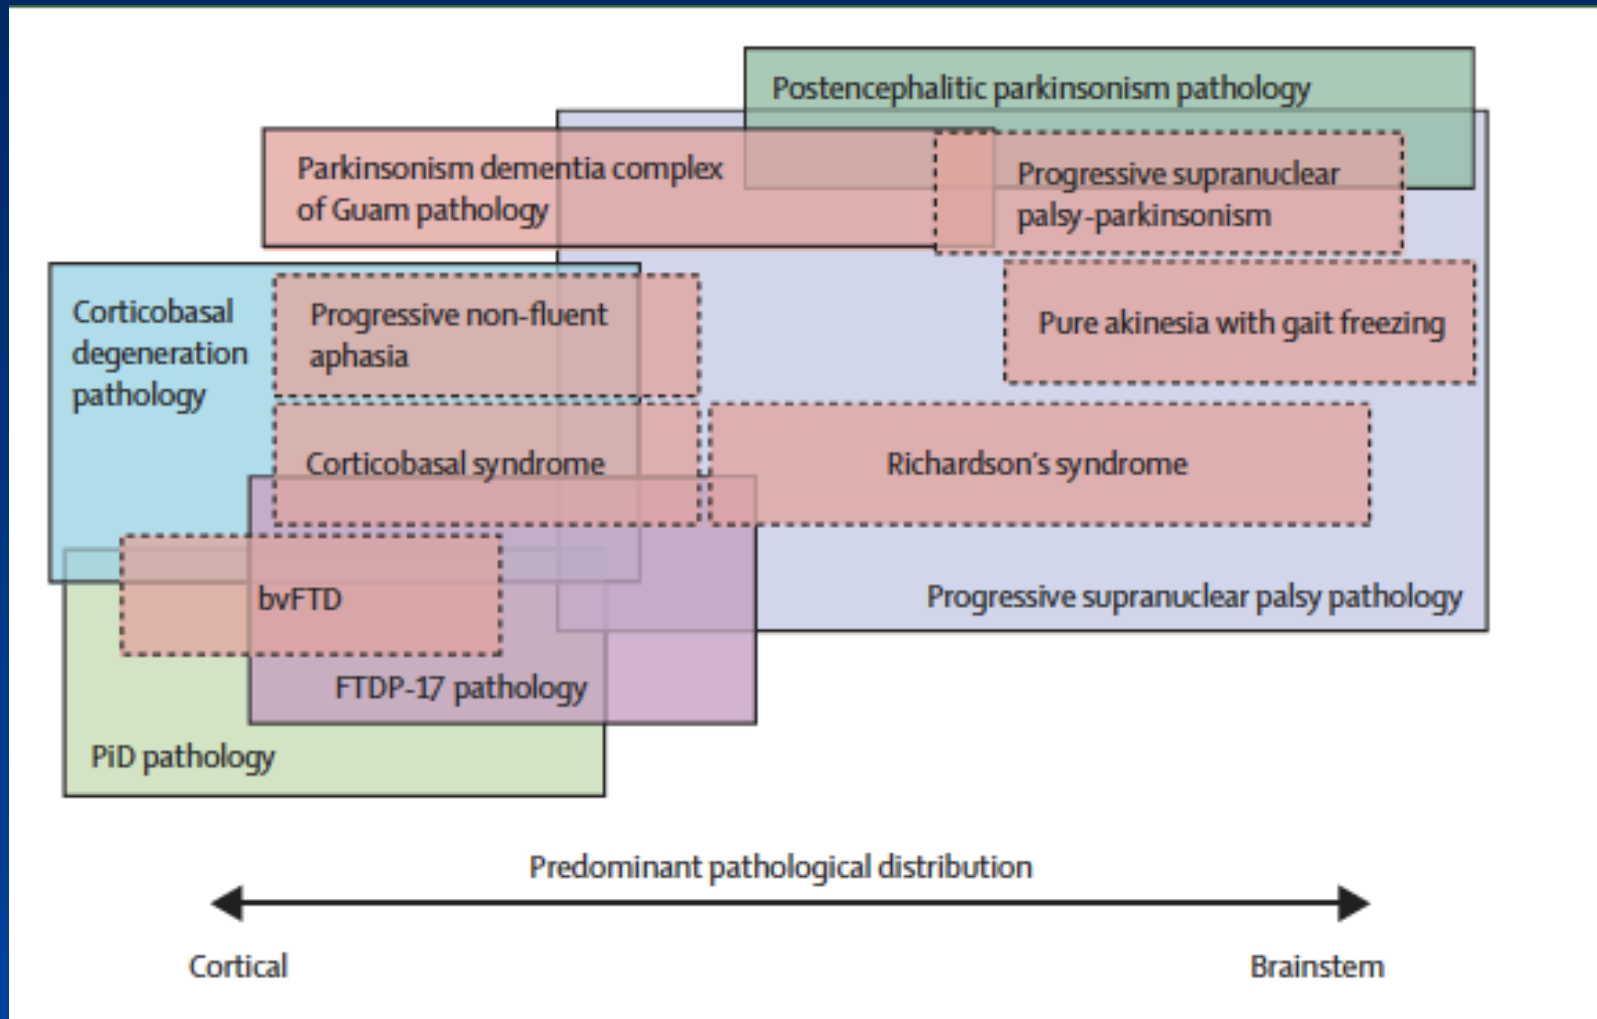 Postencephalitic parkinsonism pathology
Parkinsonism dementia complex
of Guam pathology
Progressive supranuclear
palsy-parkinsonism
Corticobasal
degeneration
pathology
Progressive non-fluent
aphasia
Pure akinesia with gait freezing
Corticobasal syndrome
Richardson's syndrome
bvFTD
Progressive supranuclear palsy pathology
FTDP-17 pathology
PiD pathology
Predominant pathological distribution
Cortical
Brainstem